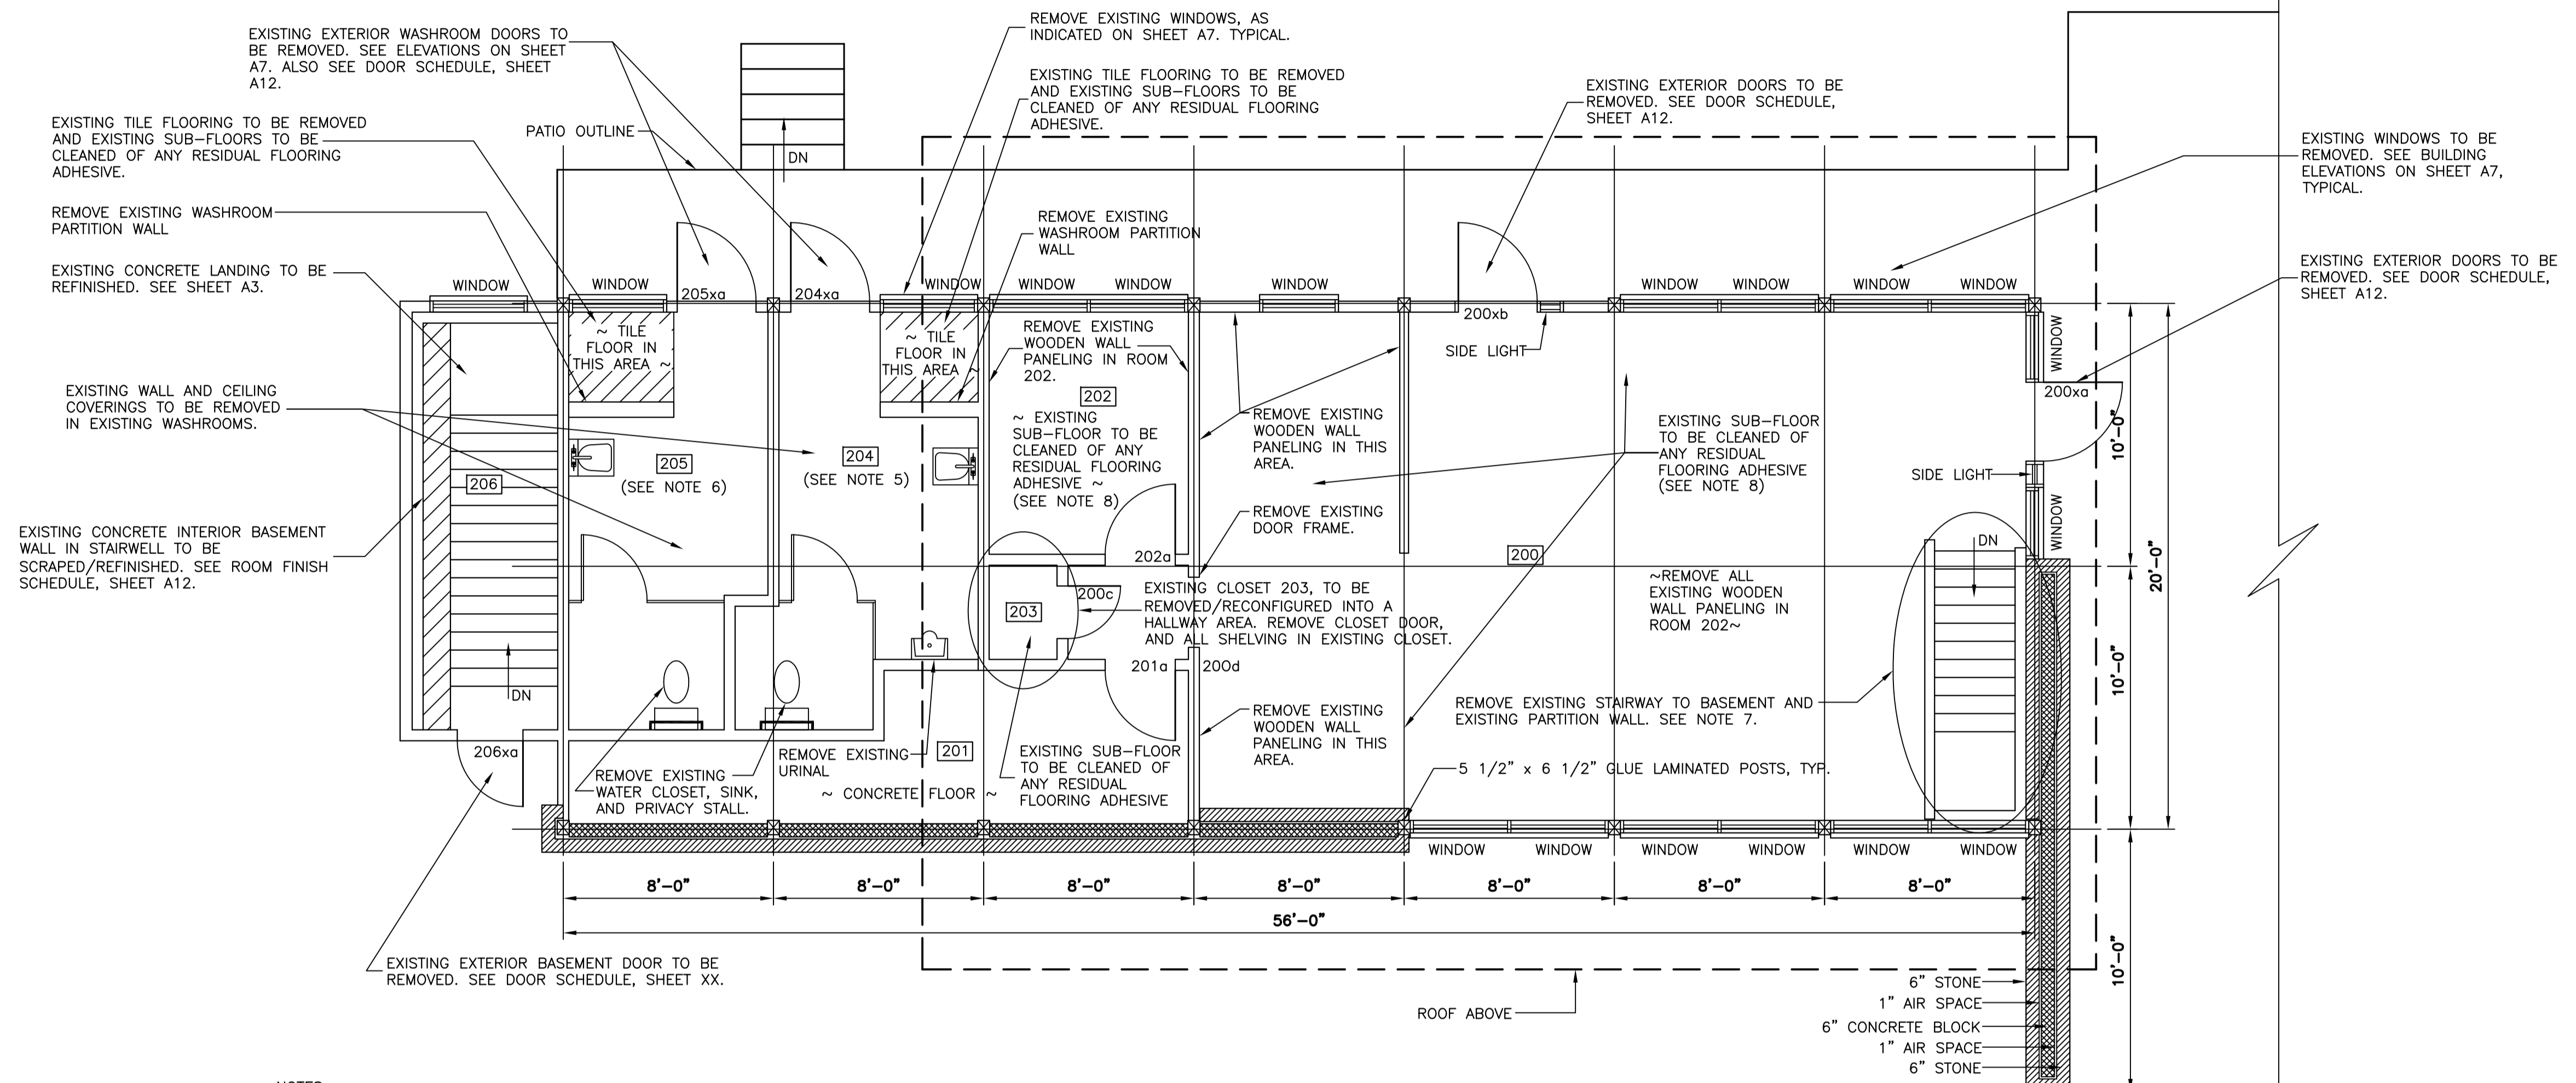 EXISTING EXTERIOR WASHROOM DOORS TO
BE REMOVED. SEE ELEVATIONS ON SHEET
A7. ALSO SEE DOOR SCHEDULE, SHEET
A12.
REMOVE EXISTING WINDOWS, AS
INDICATED ON SHEET A7. TYPICAL.
EXISTING TILE FLOORING TO BE REMOVED
AND EXISTING SUB-FLOORS TO BE
CLEANED OF ANY RESIDUAL FLOORING
ADHESIVE.
EXISTING EXTERIOR DOORS TO BE
REMOVED. SEE DOOR SCHEDULE,
SHEET A12.
EXISTING TILE FLOORING TO BE REMOVED
AND EXISTING SUB-FLOORS TO BE
CLEANED OF ANY RESIDUAL FLOORING
ADHESIVE.
PATIO OUTLINE
DN
EXISTING WINDOWS TO BE
REMOVED. SEE BUILDING
ELEVATIONS ON SHEET A7,
TYPICAL.
REMOVE EXISTING WASHROOM
PARTITION WALL
REMOVE EXISTING
WASHROOM PARTITION
WALL
EXISTING CONCRETE LANDING TO BE
REFINISHED. SEE SHEET A3.
EXISTING EXTERIOR DOORS TO BE
REMOVED. SEE DOOR SCHEDULE,
SHEET A12.
WINDOW
WINDOW
WINDOW
WINDOW
WINDOW
WINDOW
WINDOW
WINDOW
WINDOW
WINDOW
205xa
204xa
200xb
SIDE LIGHT
~ TILE
FLOOR IN
THIS AREA ~
~ TILE
FLOOR IN
THIS AREA ~
REMOVE EXISTING
WOODEN WALL
PANELING IN ROOM
202.
202
WINDOW
200xa
10'-0"
EXISTING WALL AND CEILING
COVERINGS TO BE REMOVED
IN EXISTING WASHROOMS.
~ EXISTING
SUB-FLOOR TO BE
CLEANED OF ANY
RESIDUAL FLOORING
ADHESIVE ~
(SEE NOTE 8)
REMOVE EXISTING
WOODEN WALL
PANELING IN THIS
AREA.
EXISTING SUB-FLOOR
TO BE CLEANED OF
ANY RESIDUAL
FLOORING ADHESIVE
(SEE NOTE 8)
206
205
(SEE NOTE 6)
204
(SEE NOTE 5)
SIDE LIGHT
WINDOW
EXISTING CONCRETE INTERIOR BASEMENT
WALL IN STAIRWELL TO BE
SCRAPED/REFINISHED. SEE ROOM FINISH
SCHEDULE, SHEET A12.
REMOVE EXISTING
DOOR FRAME.
202a
200
DN
20'-0"
203
200c
EXISTING CLOSET 203, TO BE
REMOVED/RECONFIGURED INTO A
HALLWAY AREA. REMOVE CLOSET DOOR,
AND ALL SHELVING IN EXISTING CLOSET.
~REMOVE ALL
EXISTING WOODEN
WALL PANELING IN
ROOM 202~
201a
200d
10'-0"
DN
REMOVE EXISTING
WOODEN WALL
PANELING IN THIS
AREA.
REMOVE EXISTING STAIRWAY TO BASEMENT AND
EXISTING PARTITION WALL. SEE NOTE 7.
206xa
REMOVE EXISTING
WATER CLOSET, SINK,
AND PRIVACY STALL.
REMOVE EXISTING
URINAL
201
~ CONCRETE FLOOR ~
EXISTING SUB-FLOOR
TO BE CLEANED OF
ANY RESIDUAL
FLOORING ADHESIVE
5 1/2" x 6 1/2" GLUE LAMINATED POSTS, TYP.
WINDOW
WINDOW
WINDOW
WINDOW
WINDOW
WINDOW
8'-0"
8'-0"
8'-0"
8'-0"
8'-0"
8'-0"
8'-0"
56'-0"
10'-0"
EXISTING EXTERIOR BASEMENT DOOR TO BE
REMOVED. SEE DOOR SCHEDULE, SHEET XX.
ROOF ABOVE
6" STONE
1" AIR SPACE
6" CONCRETE BLOCK
1" AIR SPACE
6" STONE